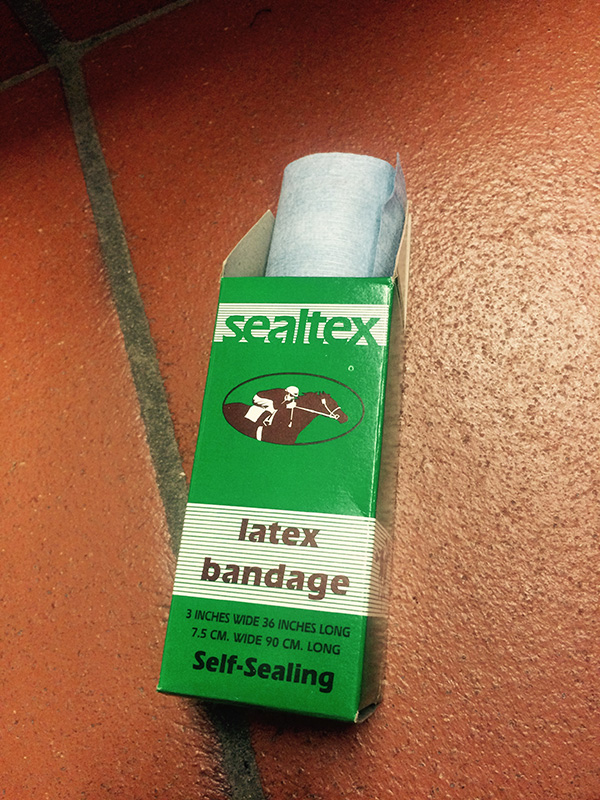 sealtex
latex
bandage
3 INCHES WIDE 36 INCHES LONG
7.5 CM. WIDE 90 CM. LONG
Self-Sealing